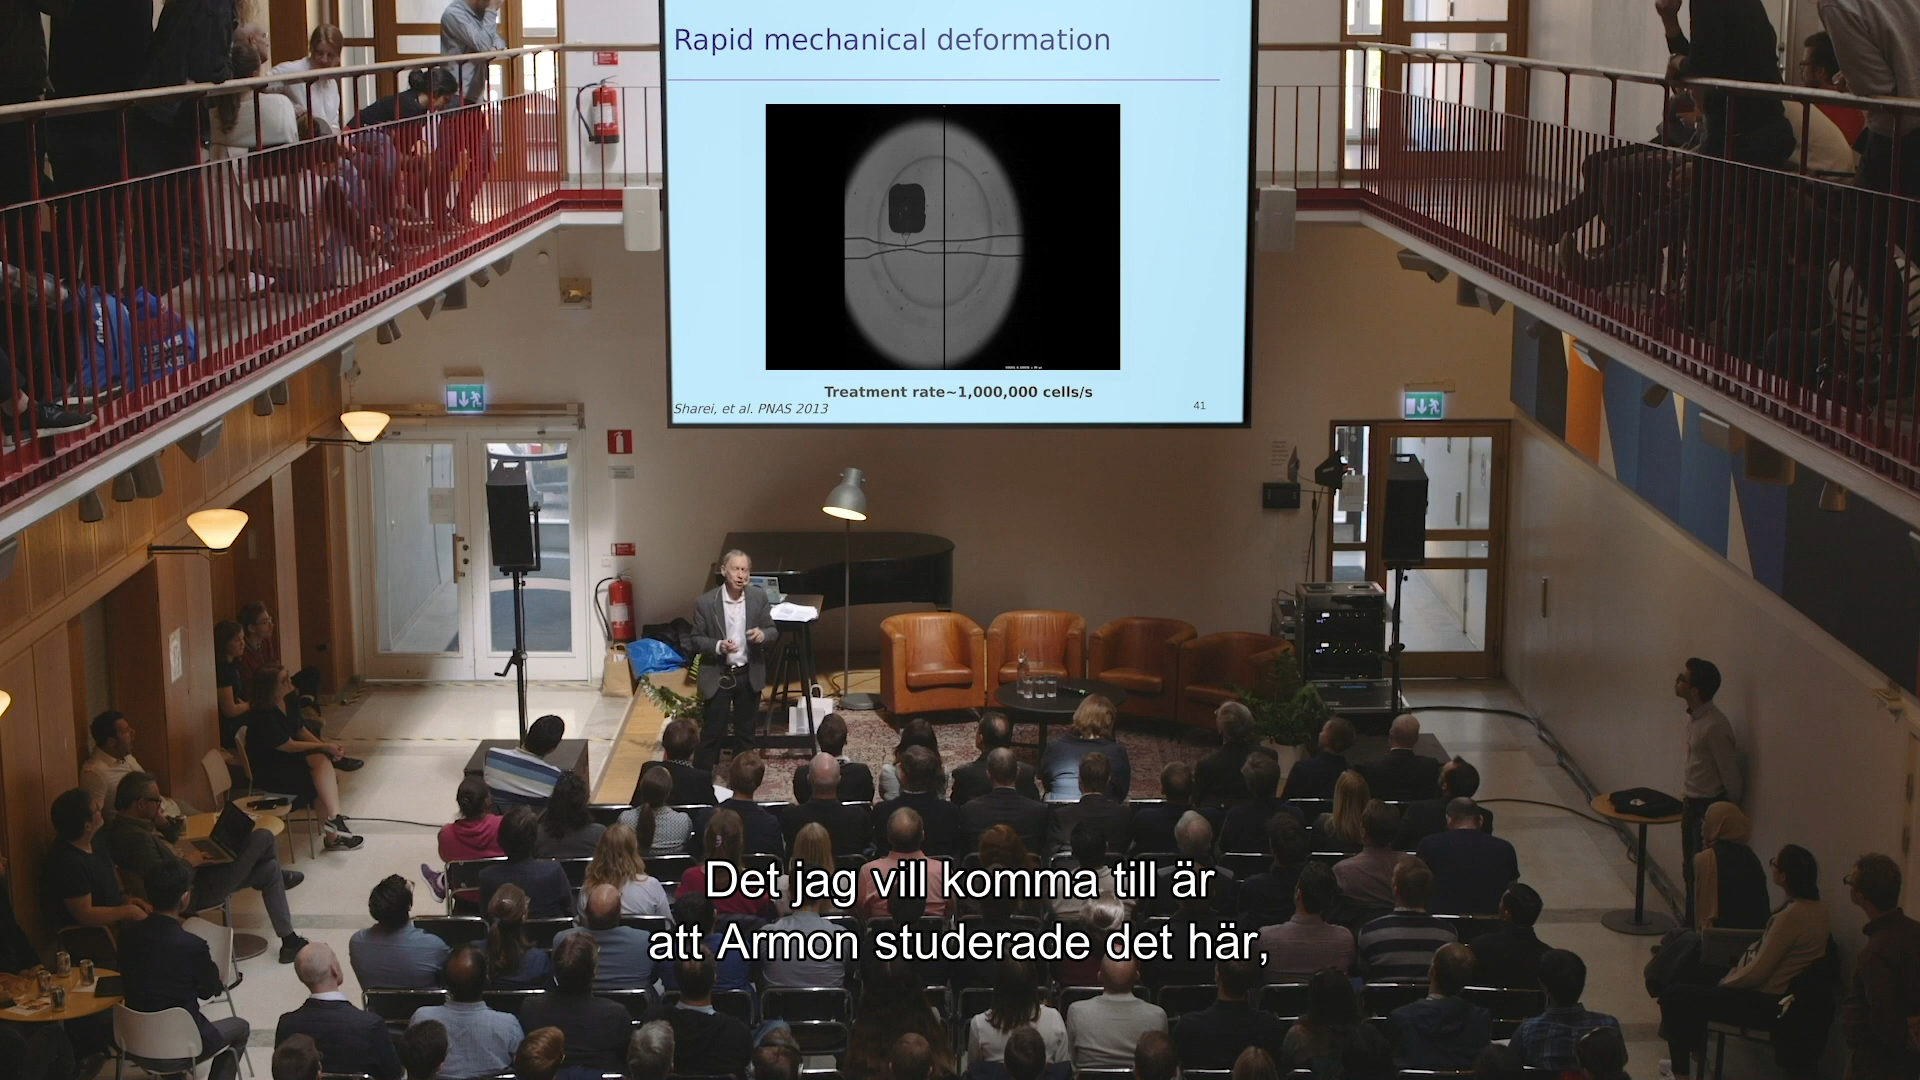 Rapid mechanical deformation
Treatment rate~1,000,000 cells/s
Sharei, et al. PNAS 2013
41
Det jag vill komma till är
att Armon studerade det här,